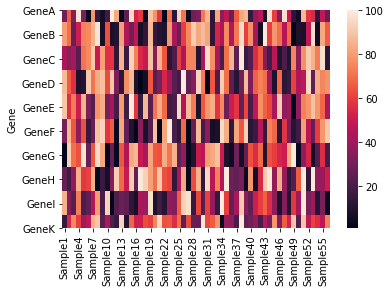 GeneA
GeneB
GeneC
GeneD
GeneE
GeneF
GeneG
GeneH
GeneI
GeneK
Gene
Sample1
Sample4
Sample7
Sample10
Sample13
Sample16
Sample19
Sample22
Sample25
Sample28
Sample31
Sample34
Sample37
Sample40
Sample43
Sample46
Sample49
Sample52
Sample55
100
80
60
40
20